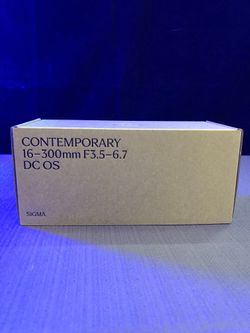 CONTEMPORARY
16–300mm F3.5–6.7
DC OS
SIGMA